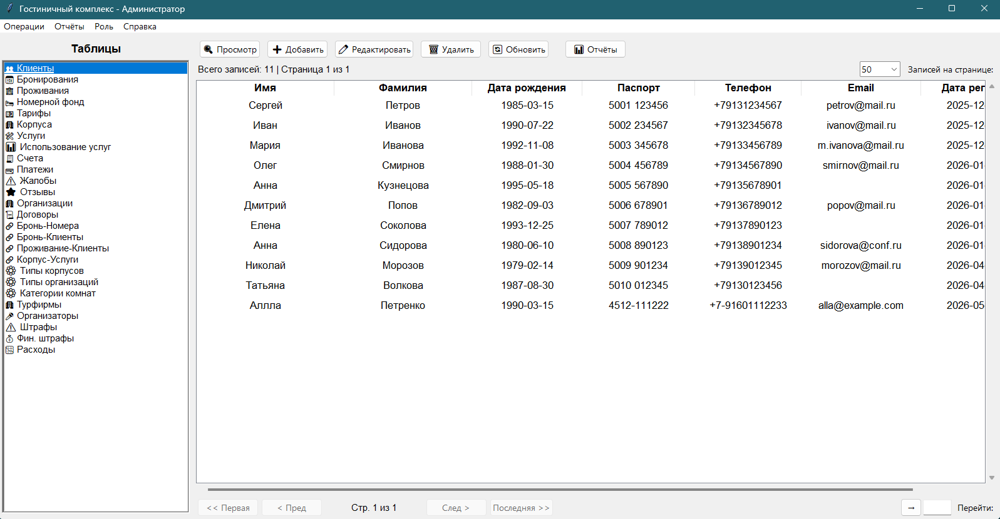 Гостиничный комплекс - Администратор
Операции Отчёты Роль Справка
Таблицы
Клиенты
Бронирования
Проживания
Номерной фонд
Тарифы
Корпуса
Услуги
Использование услуг
Счета
Платежи
Жалобы
Отзывы
Организации
Договоры
Бронь-Номера
Бронь-Клиенты
Проживание-Клиенты
Корпус-Услуги
Типы корпусов
Типы организаций
Категории комнат
Турфирмы
Организаторы
Штрафы
Фин. штрафы
Расходы
Просмотр Добавить Редактировать Удалить Обновить Отчёты
Всего записей: 11 | Страница 1 из 1 50 Записей на странице:
Имя Фамилия Дата рождения Паспорт Телефон Email Дата рег
Сергей Петров 1985-03-15 5001 123456 +79131234567 petrov@mail.ru 2025-12-
Иван Иванов 1990-07-22 5002 234567 +79132345678 ivanov@mail.ru 2025-12-
Мария Иванова 1992-11-08 5003 345678 +79133456789 m.ivanova@mail.ru 2025-12-
Олег Смирнов 1988-01-30 5004 456789 +79134567890 smirnov@mail.ru 2026-01-
Анна Кузнецова 1995-05-18 5005 567890 +79135678901 2026-01-
Дмитрий Попов 1982-09-03 5006 678901 +79136789012 popov@mail.ru 2026-01-
Елена Соколова 1993-12-25 5007 789012 +79137890123 2026-01-
Анна Сидорова 1980-06-10 5008 890123 +79138901234 sidorova@conf.ru 2026-01-
Николай Морозов 1979-02-14 5009 901234 +79139012345 morozov@mail.ru 2026-04-
Татьяна Волкова 1987-08-30 5010 012345 +79130123456 2026-04-
Аллла Петренко 1990-03-15 4512-111222 +7-91601112233 alla@example.com 2026-05-
<< Первая < Пред Стр. 1 из 1 След > Последняя >> → Перейти: